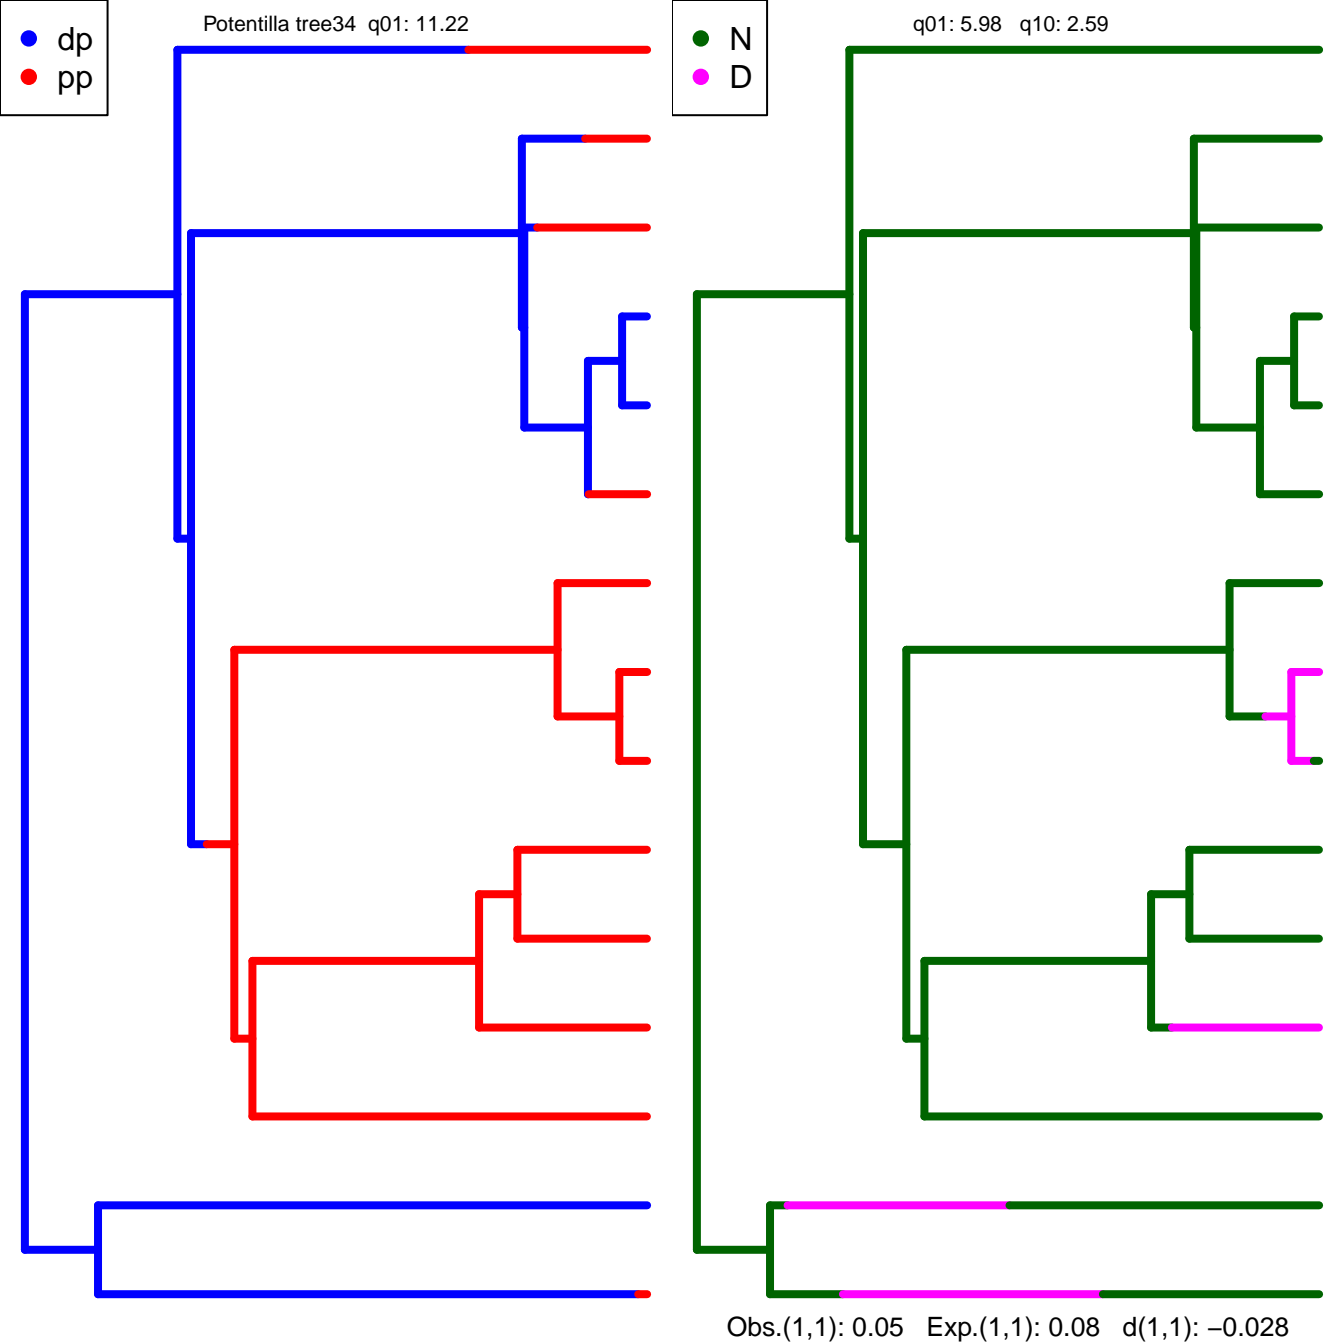 Potentilla tree34  q01: 11.22
dp
pp
q01: 5.98   q10: 2.59
N
D
Obs.(1,1): 0.05   Exp.(1,1): 0.08   d(1,1): −0.028